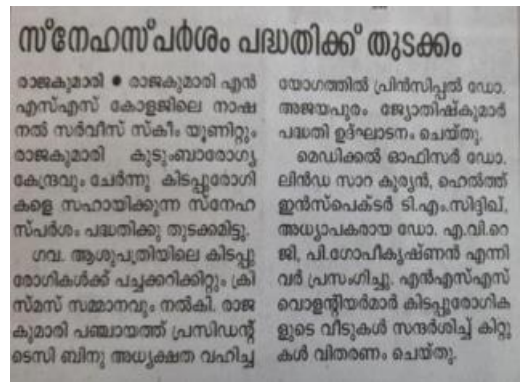 സ്നേഹസ്പർശം പദ്ധതിക്ക് തുടക്കം
രാജകുമാരി ● രാജകുമാരി എൻ
എസ്എസ് കോളജിലെ നാഷ
നൽ സർവീസ് സ്കീം യൂണിറ്റും
രാജകുമാരി കുടുംബാരോഗ്യ
കേന്ദ്രവും ചേർന്നു കിടപ്പുരോഗി
കളെ സഹായിക്കുന്ന സ്നേഹ
സ്പർശം പദ്ധതിക്കു തുടക്കമിട്ടു.
ഗവ. ആശുപത്രിയിലെ കിടപ്പു
രോഗികൾക്ക് പച്ചക്കറിക്കിറ്റും ക്രി
സ്മസ് സമ്മാനവും നൽകി. രാജ
കുമാരി പഞ്ചായത്ത് പ്രസിഡന്റ്
ടെസി ബിനു അധ്യക്ഷത വഹിച്ച
യോഗത്തിൽ പ്രിൻസിപ്പൽ ഡോ.
അജയപുരം ജ്യോതിഷ്കുമാർ
പദ്ധതി ഉദ്ഘാടനം ചെയ്തു.
മെഡിക്കൽ ഓഫിസർ ഡോ.
ലിൻഡ സാറ കുര്യൻ, ഹെൽത്ത്
ഇൻസ്പെക്ടർ ടി.എം.സിദ്ദിഖ്,
അധ്യാപകരായ ഡോ. എ.വി.റെ
ജി, പി.ഗോപീകൃഷ്ണൻ എന്നി
വർ പ്രസംഗിച്ചു. എൻഎസ്എസ്
വൊളന്റിയർമാർ കിടപ്പുരോഗിക
ളുടെ വീടുകൾ സന്ദർശിച്ച് കിറ്റു
കൾ വിതരണം ചെയ്തു.